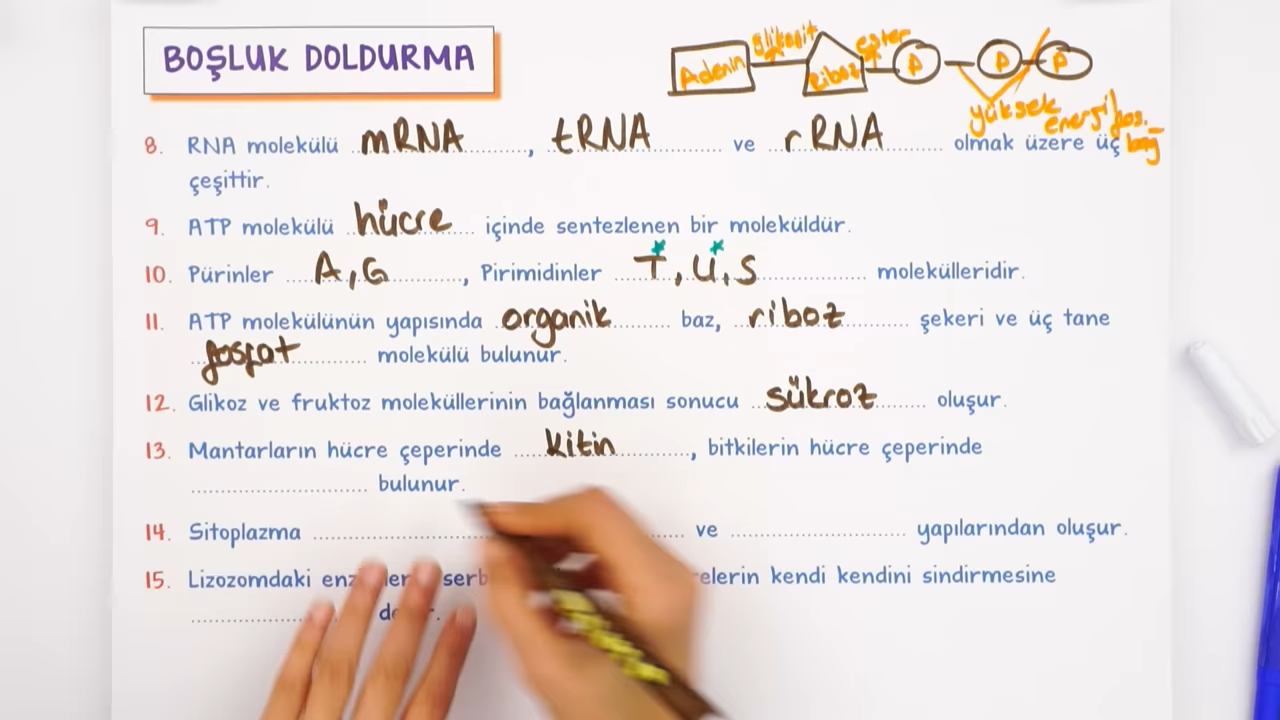 BOŞLUK DOLDURMA
Adenin glikozit riboz ester P P P
yüksek enerji fos. bağ
8. RNA molekülü mRNA, tRNA ve rRNA olmak üzere üç
çeşittir.
9. ATP molekülü hücre içinde sentezlenen bir moleküldür.
10. Pürinler A, G, Pirimidinler T, U, S molekülleridir.
11. ATP molekülünün yapısında organik baz, riboz şekeri ve üç tane
fosfat molekülü bulunur.
12. Glikoz ve fruktoz moleküllerinin bağlanması sonucu sükroz oluşur.
13. Mantarların hücre çeperinde kitin, bitkilerin hücre çeperinde
bulunur.
14. Sitoplazma ve yapılarından oluşur.
15. Lizozomdaki kendi kendini sindirmesine